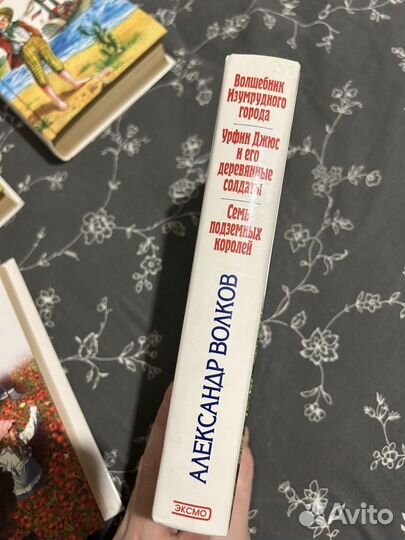 Волшебник
Изумрудного
города
Урфин Джюс
и его
деревянные
солдаты
Семь
подземных
королей
АЛЕКСАНДР ВОЛКОВ
ЭКСМО
Avito